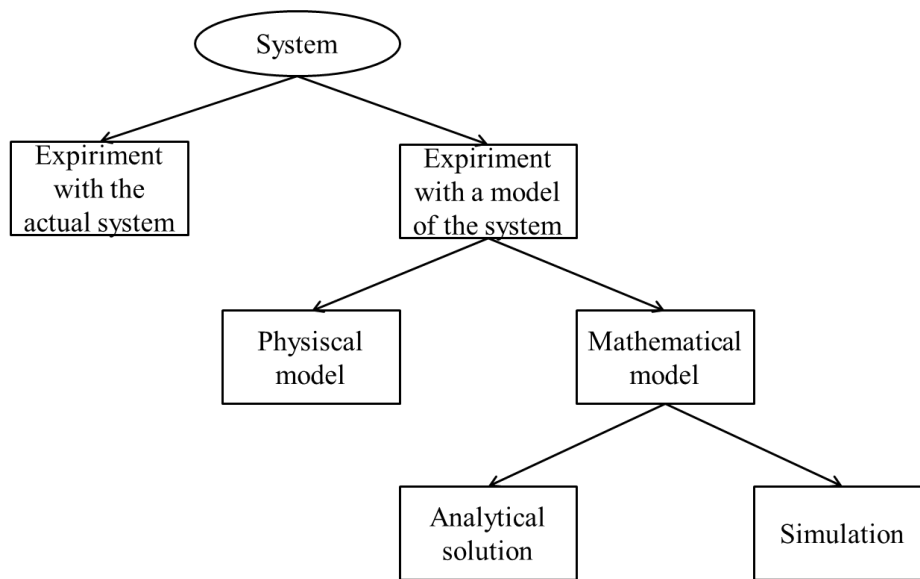 System
Expiriment
with the
actual system
Expiriment
with a model
of the system
Physiscal
model
Mathematical
model
Analytical
solution
Simulation